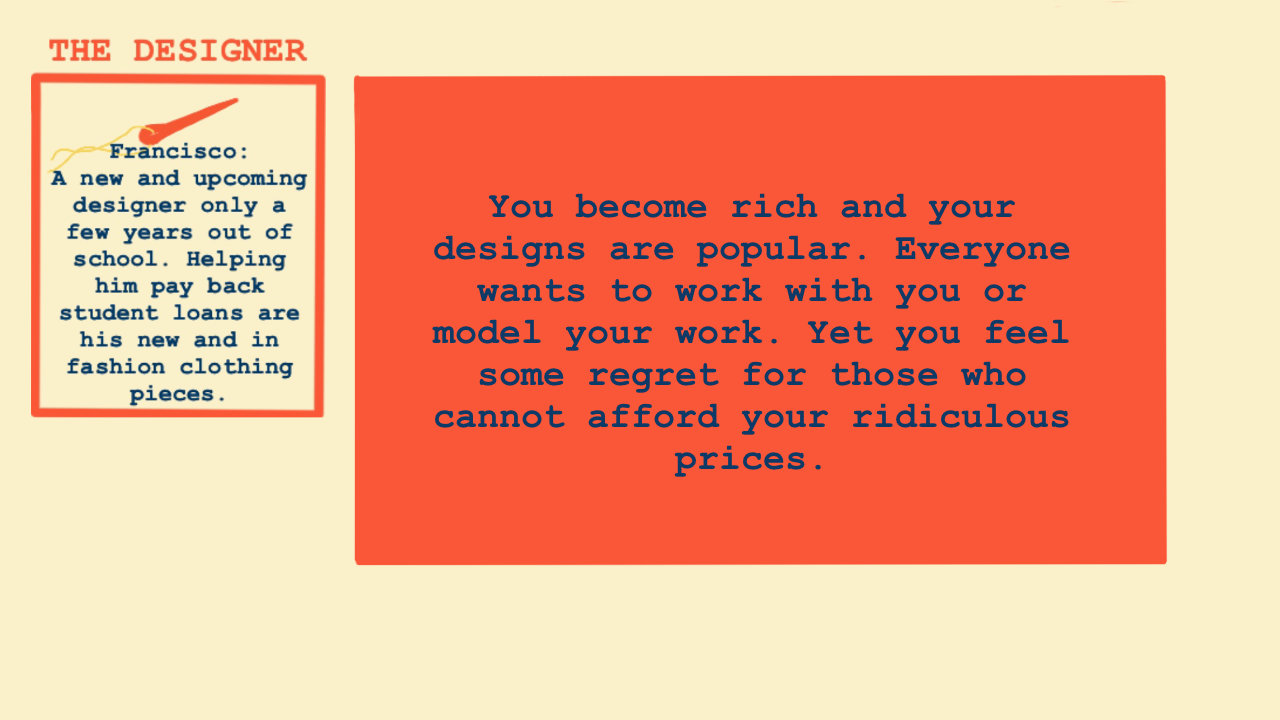 THE DESIGNER
Francisco:
A new and upcoming
designer only a
few years out of
school. Helping
him pay back
student loans are
his new and in
fashion clothing
pieces.
You become rich and your
designs are popular. Everyone
wants to work with you or
model your work. Yet you feel
some regret for those who
cannot afford your ridiculous
prices.